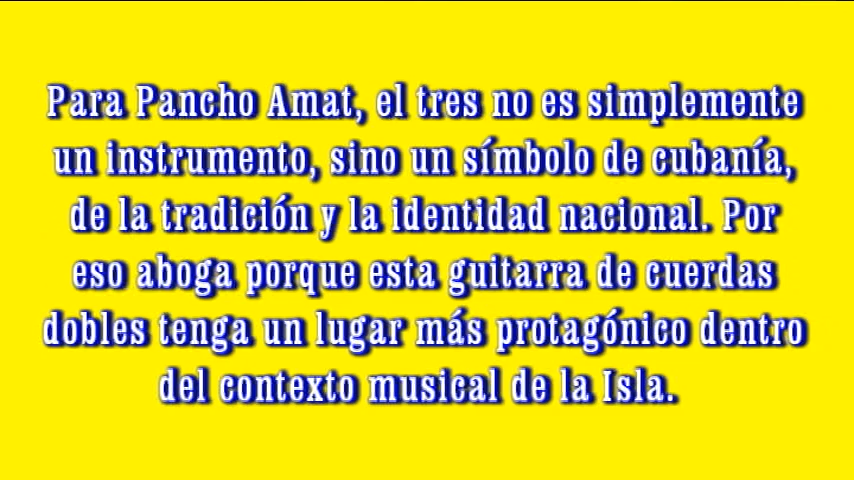 Para Pancho Amat, el tres no es simplemente
un instrumento, sino un símbolo de cubanía,
de la tradición y la identidad nacional. Por
eso aboga porque esta guitarra de cuerdas
dobles tenga un lugar más protagónico dentro
del contexto musical de la Isla.